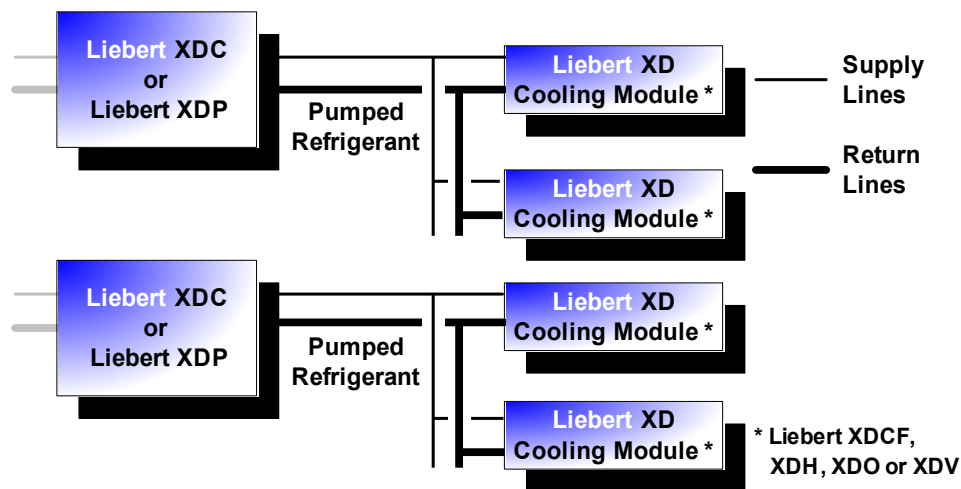 Liebert XDC
or
Liebert XDP
Pumped
Refrigerant
Liebert XD
Cooling Module *
Supply
Lines
Liebert XD
Cooling Module *
Return
Lines
Liebert XDC
or
Liebert XDP
Pumped
Refrigerant
Liebert XD
Cooling Module *
Liebert XD
Cooling Module *
* Liebert XDCF,
XDH, XDO or XDV